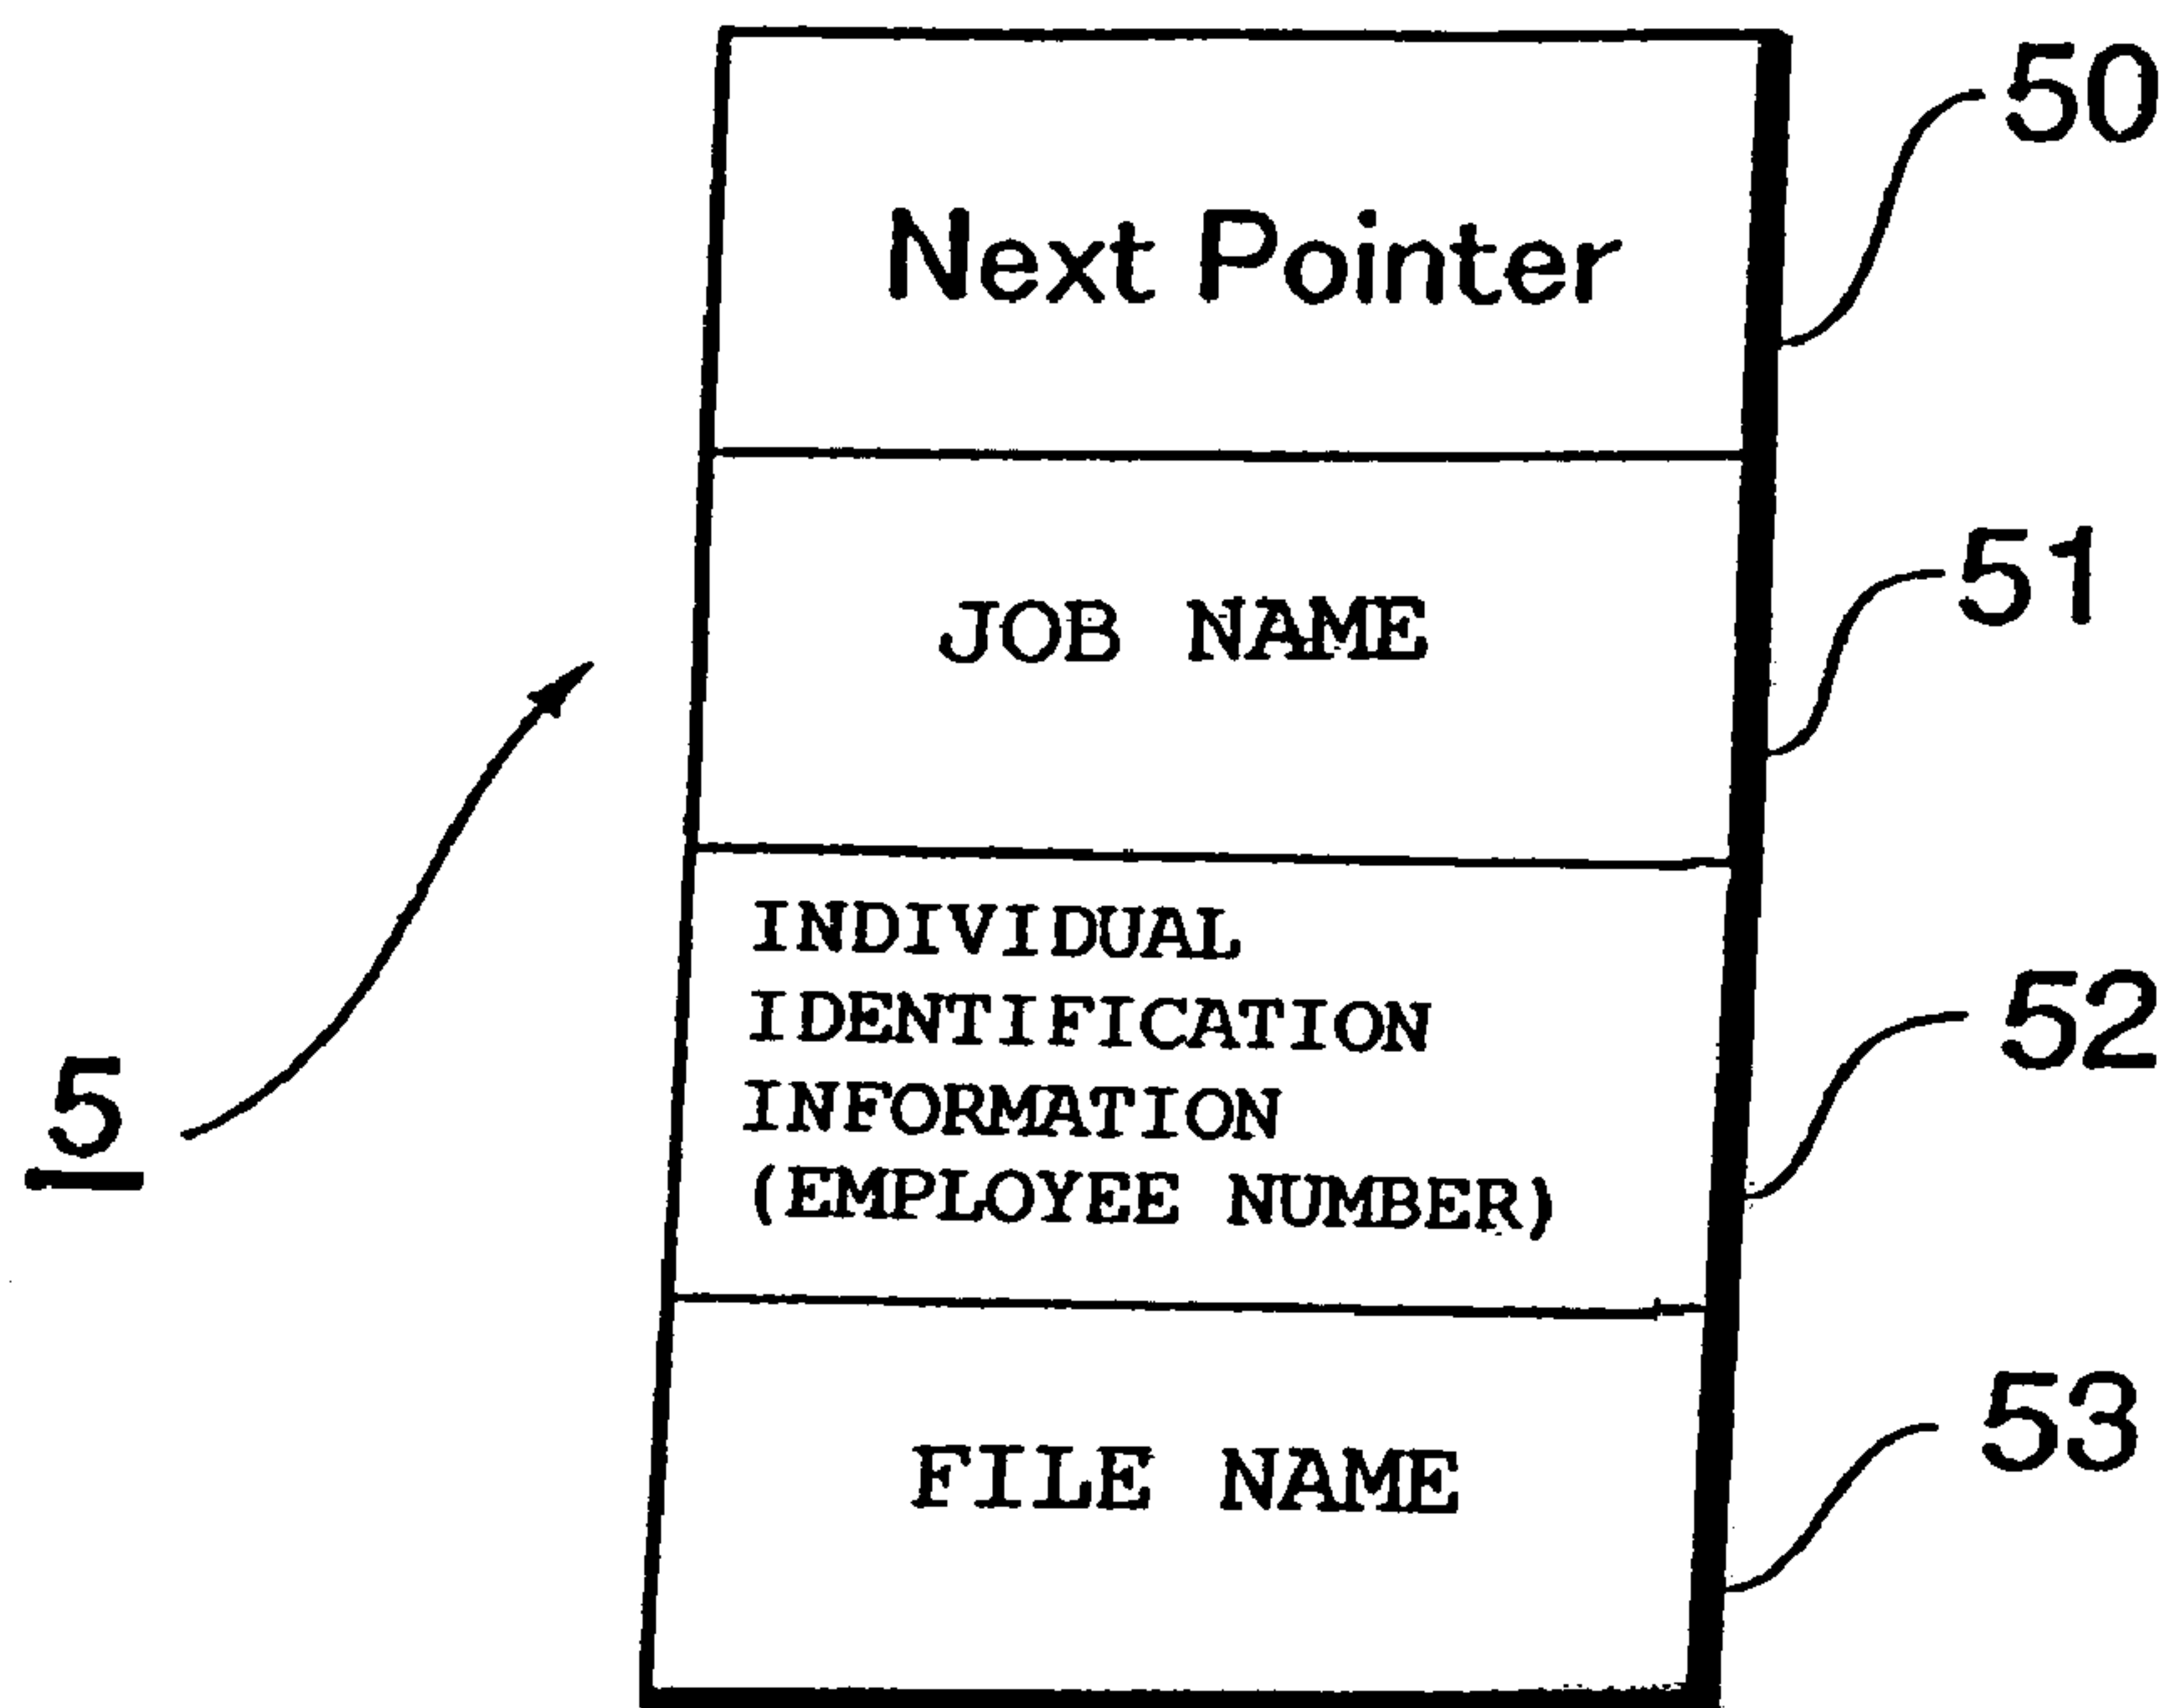 50
Next Pointer
51
JOB NAME
INDIVIDUAL
IDENTIFICATION
INFORMATION
(EMPLOYEE NUMBER)
52
5
FILE NAME
53